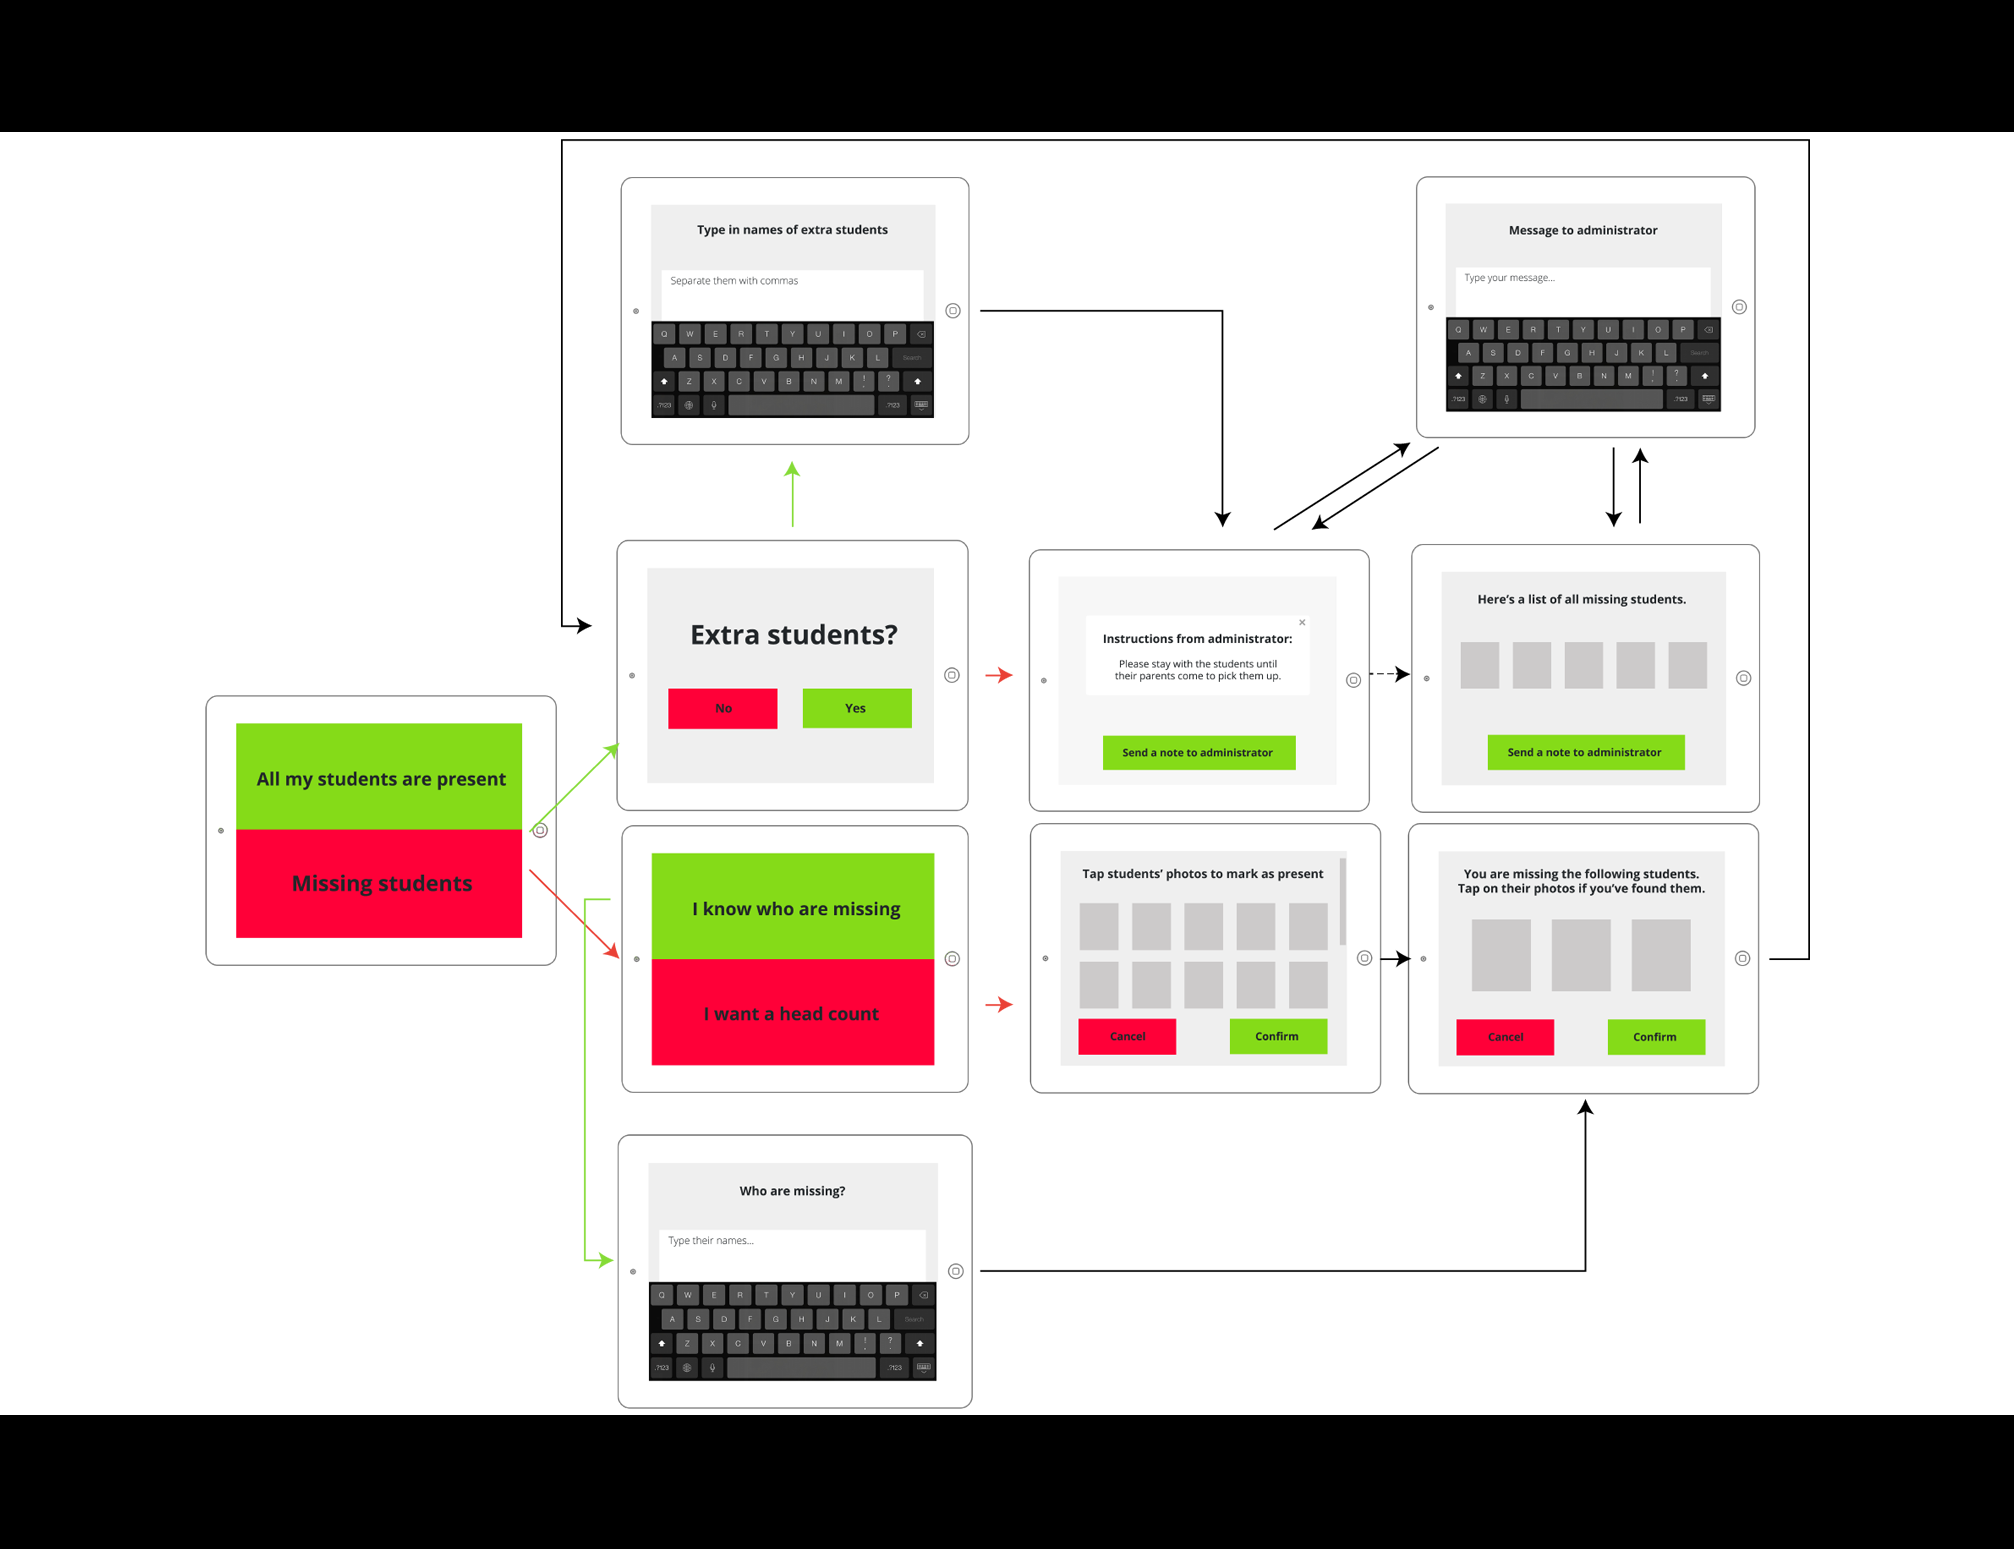 Type in names of extra students
Separate them with commas
Q W E R T Y U I O P
A S D F G H J K L Search
Z X C V B N M ! , ? .
.?123 .?123
Message to administrator
Type your message...
Q W E R T Y U I O P
A S D F G H J K L Search
Z X C V B N M ! , ? .
.?123 .?123
Extra students?
No Yes
Instructions from administrator:
Please stay with the students until
their parents come to pick them up.
Send a note to administrator
Here's a list of all missing students.
Send a note to administrator
All my students are present
Missing students
I know who are missing
I want a head count
Tap students' photos to mark as present
Cancel Confirm
You are missing the following students.
Tap on their photos if you've found them.
Cancel Confirm
Who are missing?
Type their names...
Q W E R T Y U I O P
A S D F G H J K L Search
Z X C V B N M ! , ? .
.?123 .?123